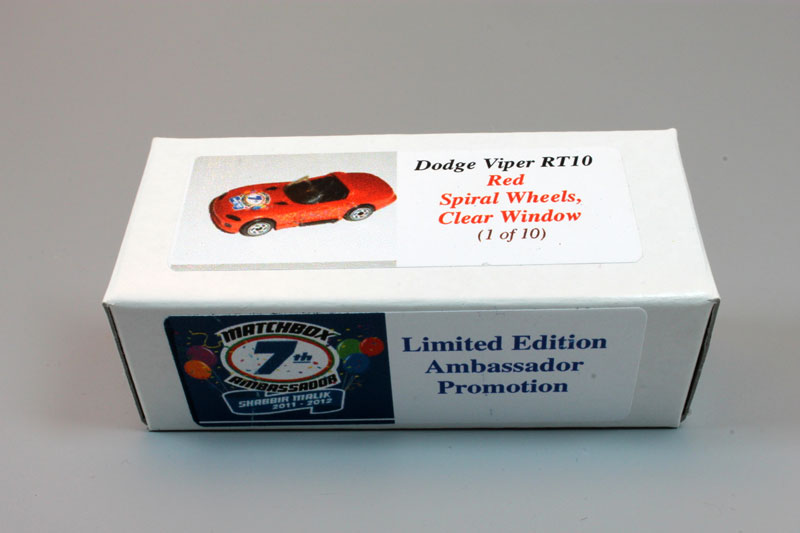 Dodge Viper RT10
Red
Spiral Wheels,
Clear Window
(1 of 10)
MATCHBOX
7th
AMBASSADOR
SHABBIR MALIK
2011 - 2012
Limited Edition
Ambassador
Promotion